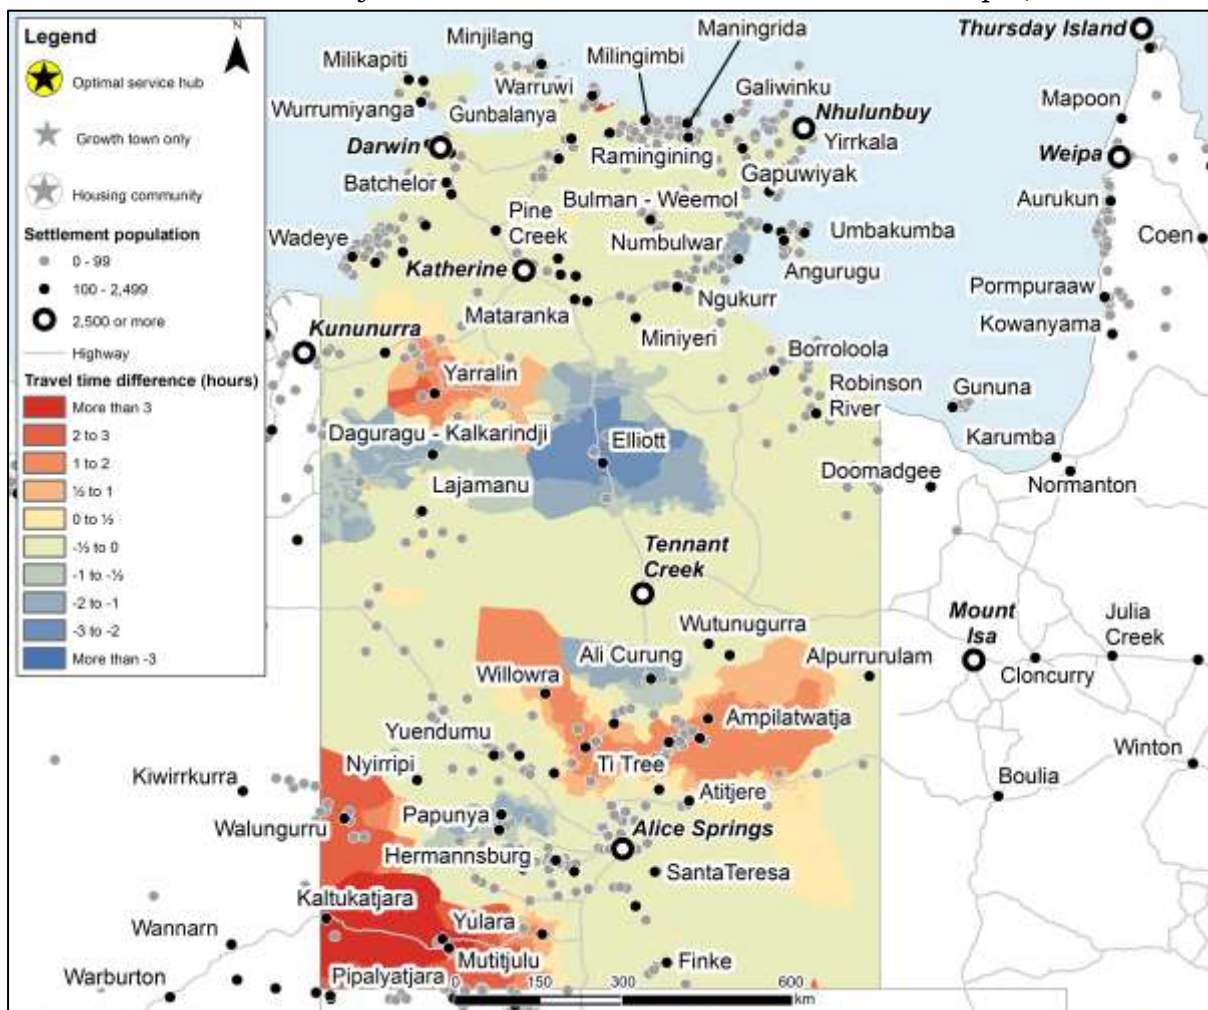 Legend
Optimal service hub
Growth town only
Housing community
Settlement population
0 - 99
100 - 2,499
2,500 or more
Highway
Travel time difference (hours)
More than 3
2 to 3
1 to 2
½ to 1
0 to ½
-½ to 0
-1 to -½
-2 to -1
-3 to -2
More than -3
N
Minjilang
Maningrida
Thursday Island
Milikapiti
Milingimbi
Warruwi
Galiwinku
Mapoon
Wurrumiyanga
Gunbalanya
Nhulunbuy
Darwin
Ramingining
Yirrkala
Weipa
Batchelor
Gapuwiyak
Bulman - Weemol
Aurukun
Pine
Creek
Wadeye
Numbulwar
Umbakumba
Coen
Katherine
Angurugu
Ngukurr
Pormpuraaw
Mataranka
Kowanyama
Kununurra
Miniyeri
Borroloola
Yarralin
Robinson
River
Gununa
Daguragu - Kalkarindji
Elliott
Karumba
Doomadgee
Lajamanu
Normanton
Tennant
Creek
Mount
Isa
Julia
Creek
Wutunugurra
Ali Curung
Alpurrurulam
Willowra
Cloncurry
Ampilatwatja
Yuendumu
Winton
Ti Tree
Kiwirrkurra
Nyirripi
Boulia
Atitjere
Papunya
Walungurru
Alice Springs
Hermannsburg
SantaTeresa
Kaltukatjara
Wannarn
Yulara
Mutitjulu
Finke
Warburton
Pipalyatjara
0 150 300 600
km